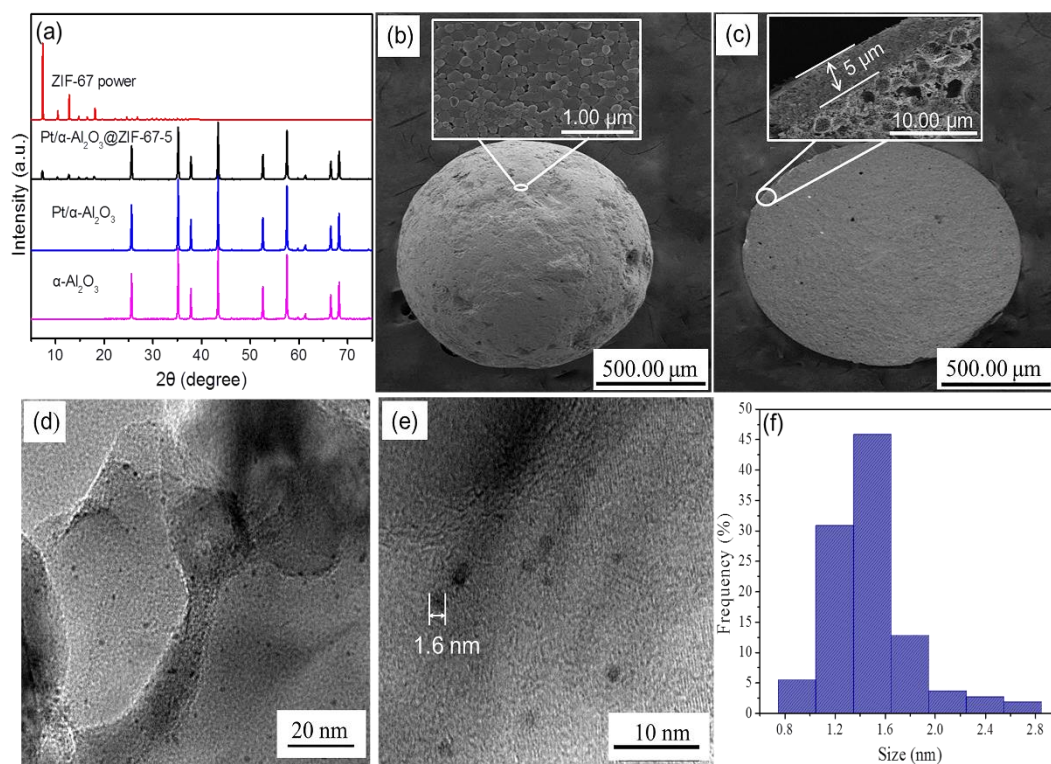 (a)
ZIF-67 power
Pt/α-Al₂O₃@ZIF-67-5
Pt/α-Al₂O₃
α-Al₂O₃
Intensity (a.u.)
10 20 30 40 50 60 70
2θ (degree)
(b)
1.00 μm
500.00 μm
(c)
5 μm
10.00 μm
500.00 μm
(d)
20 nm
(e)
1.6 nm
10 nm
(f)
50
45
40
35
30
25
20
15
10
5
0
Frequency (%)
0.8 1.2 1.6 2.0 2.4 2.8
Size (nm)